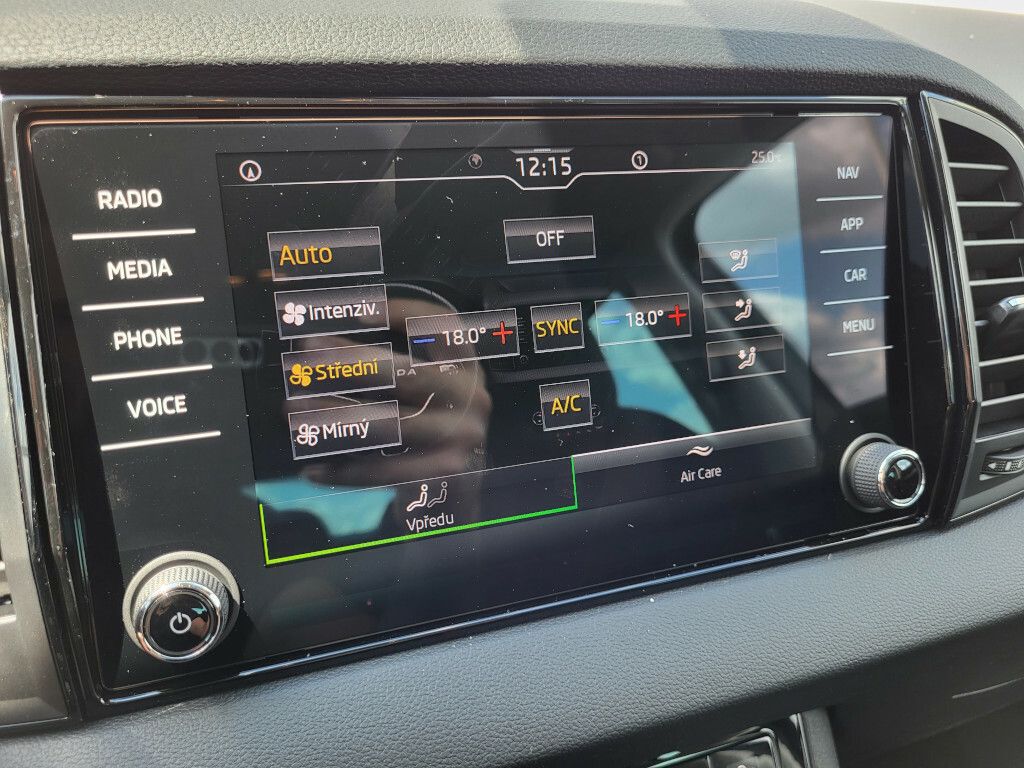 RADIO
MEDIA
PHONE
VOICE
12:15
1
25.0
Auto
OFF
Intenziv.
Střední
Mírný
18.0°
SYNC
18.0°
A/C
Vpředu
Air Care
NAV
APP
CAR
MENU